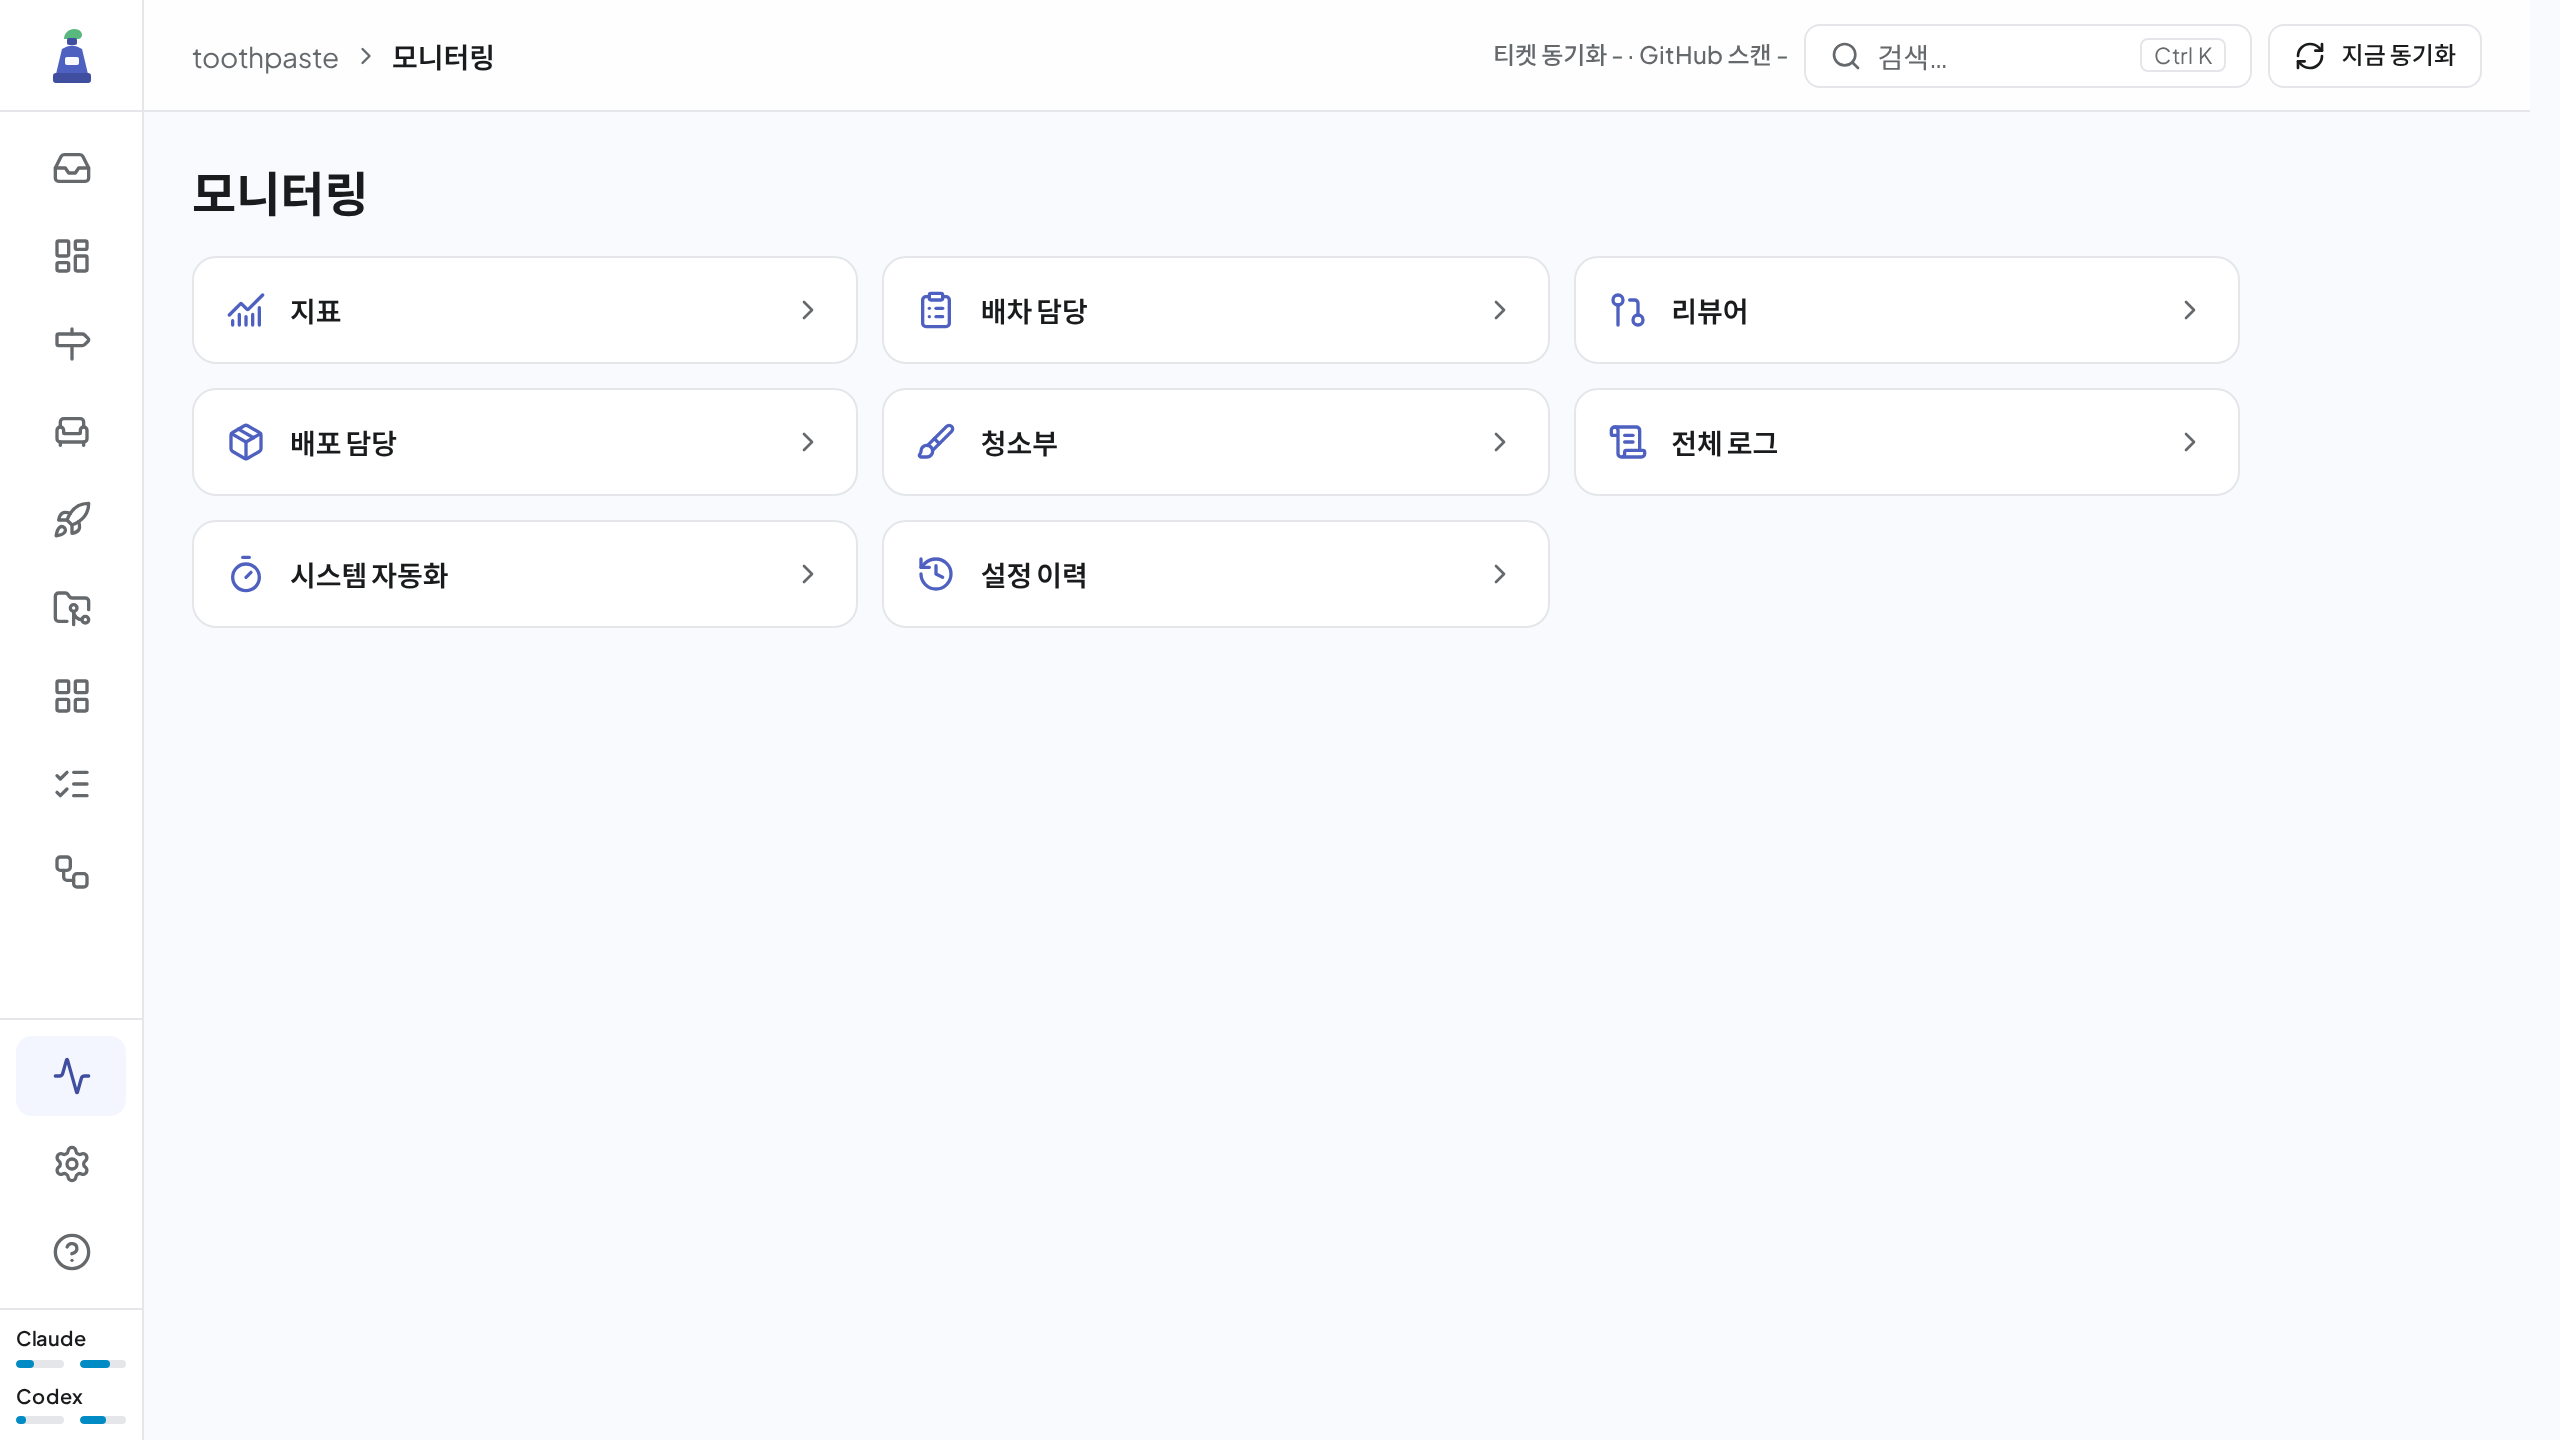 toothpaste > 모니터링
티켓 동기화 – · GitHub 스캔 –
검색...
Ctrl K
지금 동기화
모니터링
지표
배차 담당
리뷰어
배포 담당
청소부
전체 로그
시스템 자동화
설정 이력
Claude
Codex